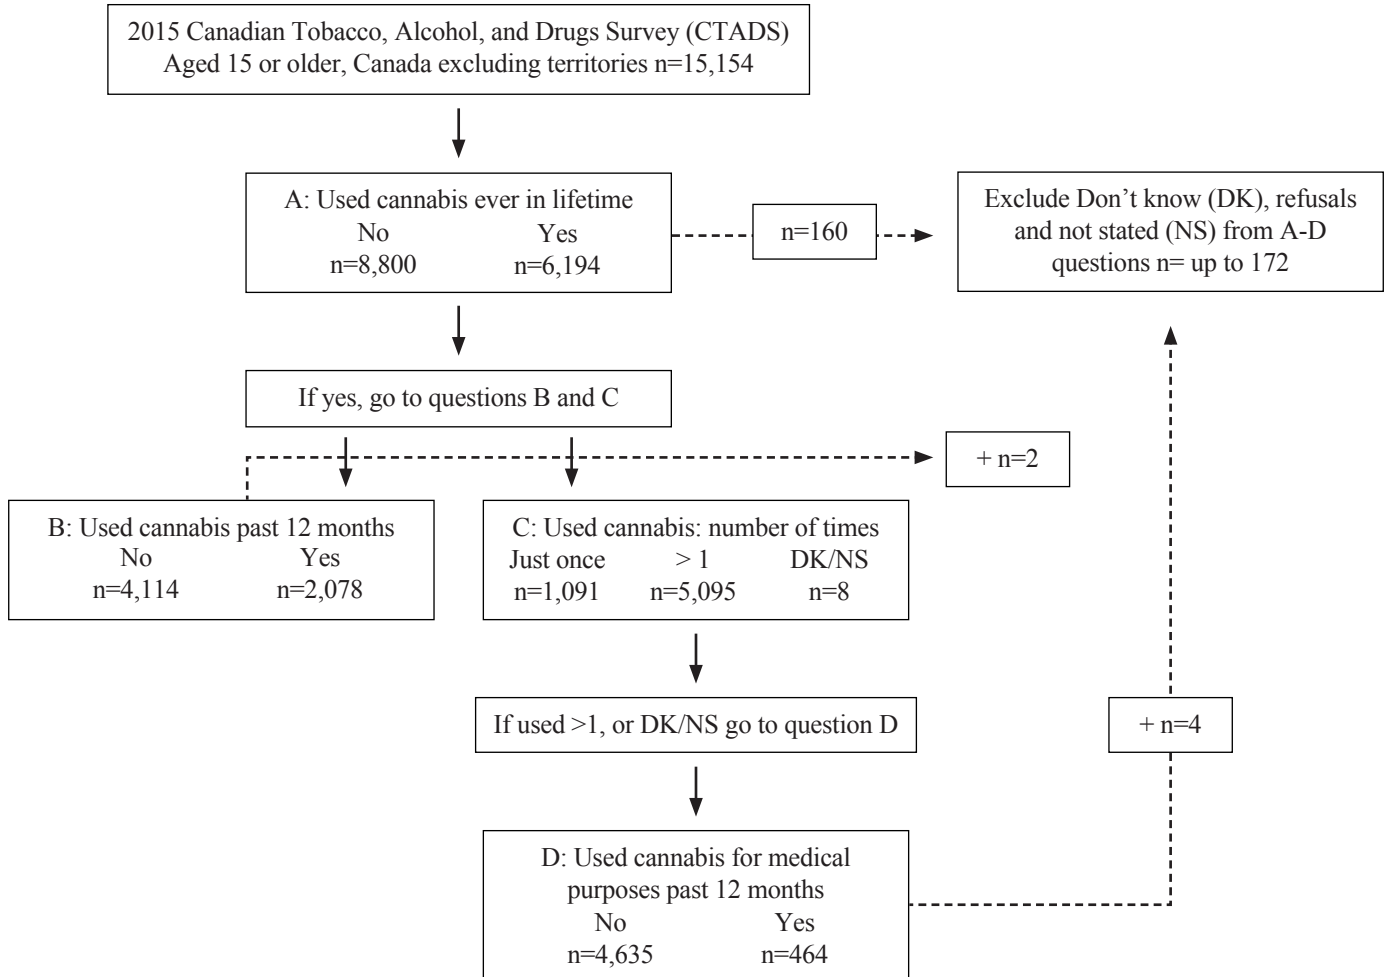 2015 Canadian Tobacco, Alcohol, and Drugs Survey (CTADS)
Aged 15 or older, Canada excluding territories n=15,154
A: Used cannabis ever in lifetime
No Yes
n=8,800 n=6,194
n=160
Exclude Don’t know (DK), refusals
and not stated (NS) from A-D
questions n= up to 172
If yes, go to questions B and C
+ n=2
B: Used cannabis past 12 months
No Yes
n=4,114 n=2,078
C: Used cannabis: number of times
Just once > 1 DK/NS
n=1,091 n=5,095 n=8
If used >1, or DK/NS go to question D
+ n=4
D: Used cannabis for medical
purposes past 12 months
No Yes
n=4,635 n=464